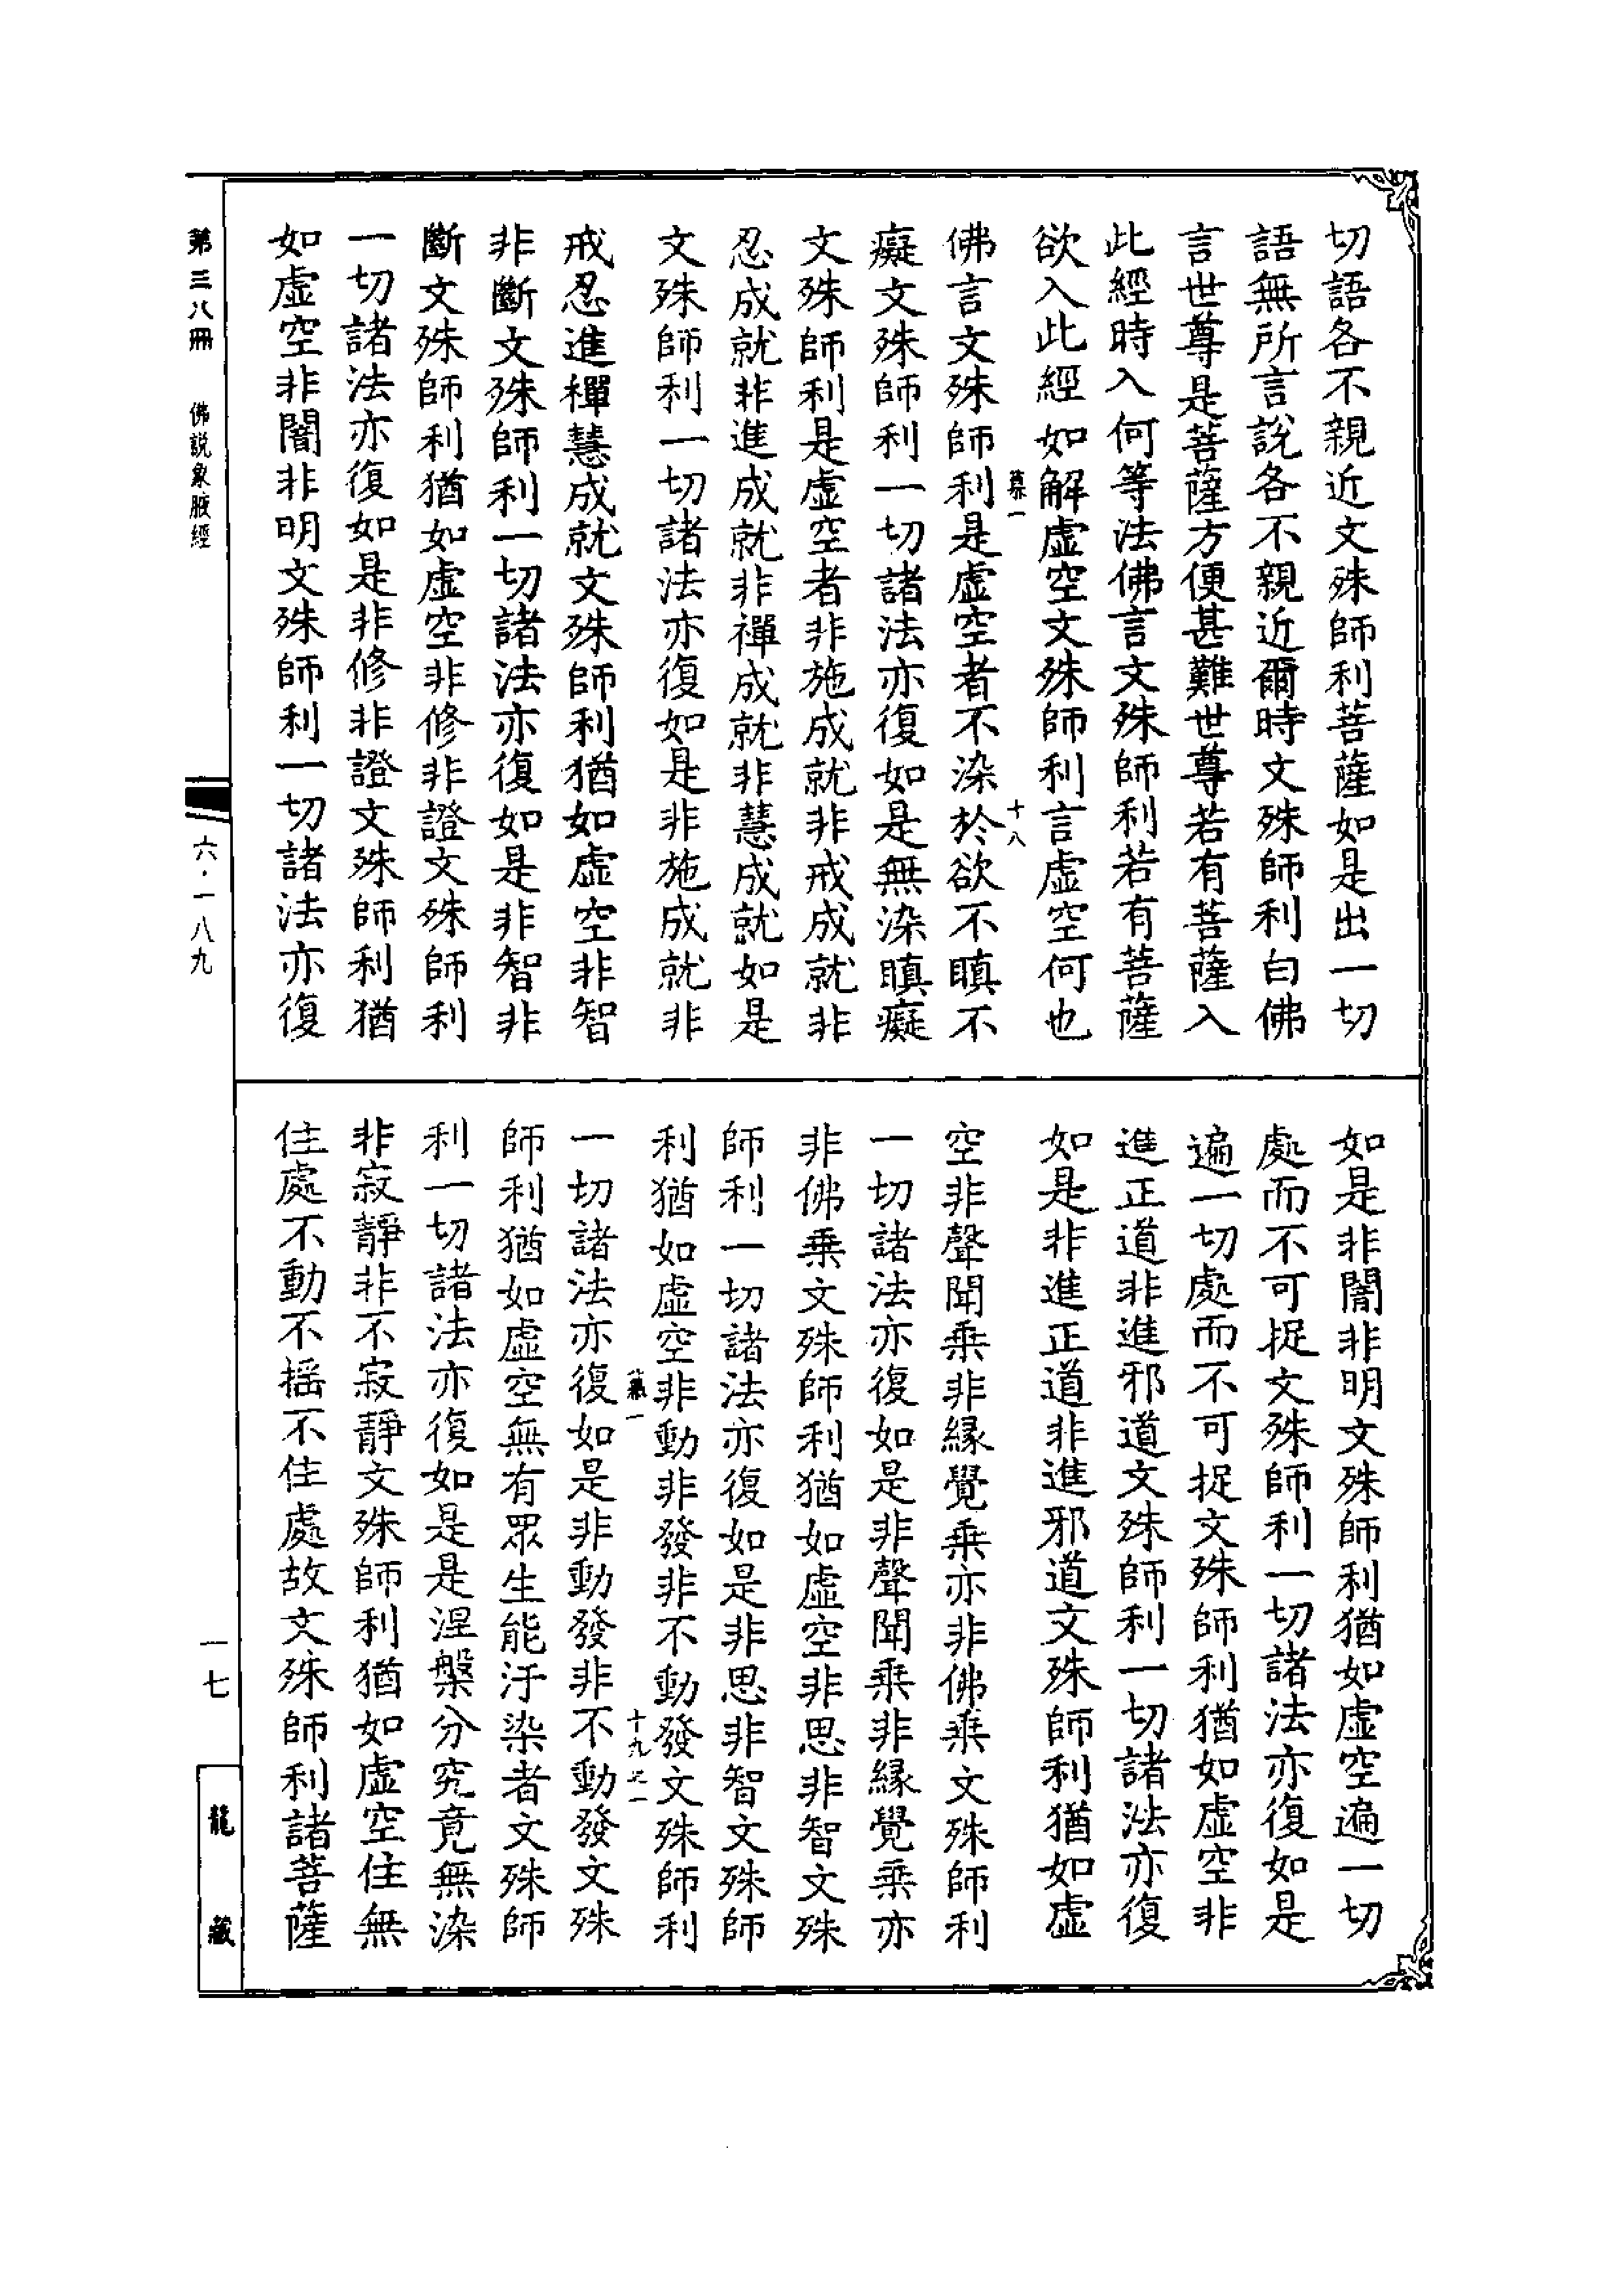 切語各不親近文殊師利菩薩如是出一切
語無所言說各不親近爾時文殊師利白佛
言世尊是菩薩方便甚難世尊若有菩薩入
此經時入何等法佛言文殊師利若有菩薩
欲入此經如解虛空文殊師利言虛空何也
慕一
十八
佛言文殊師利是虛空者不染於欲不瞋不
癡文殊師利一切諸法亦復如是無染瞋癡
文殊師利是虛空者非施成就非戒成就非
忍成就非進成就非禪成就非慧成就如是
文殊師利一切諸法亦復如是非施成就非
戒忍進禪慧成就文殊師利猶如虛空非智
非斷文殊師利一切諸法亦復如是非智非
斷文殊師利猶如虛空非修非證文殊師利
一切諸法亦復如是非修非證文殊師利猶
如虛空非闇非明文殊師利一切諸法亦復
如是非闇非明文殊師利猶如虛空遍一切
處而不可捉文殊師利一切諸法亦復如是
遍一切處而不可捉文殊師利猶如虛空非
進正道非進邪道文殊師利一切諸法亦復
如是非進正道非進邪道文殊師利猶如虛
空非聲聞乘非緣覺乘亦非佛乘文殊師利
一切諸法亦復如是非聲聞乘非緣覺乘亦
非佛乘文殊師利猶如虛空非思非智文殊
師利一切諸法亦復如是非思非智文殊師
利猶如虛空非動非發非不動發文殊師利
慕一
十九之一
一切諸法亦復如是非動發非不動發文殊
師利猶如虛空無有眾生能汙染者文殊師
利一切諸法亦復如是是涅槃分究竟無染
非寂靜非不寂靜文殊師利猶如虛空住無
住處不動不搖不住處故文殊師利諸菩薩
第三八冊 佛說象腋經
六·一八九
一七
龍藏